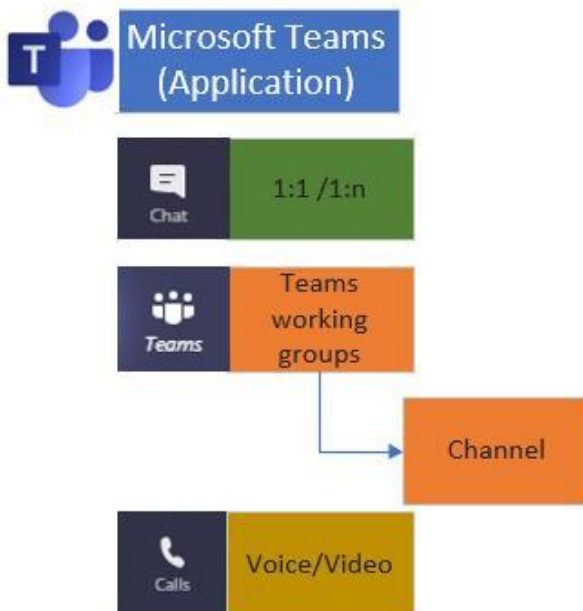 T
Microsoft Teams
(Application)
Chat
1:1 /1:n
Teams
Teams
working
groups
Channel
Calls
Voice/Video